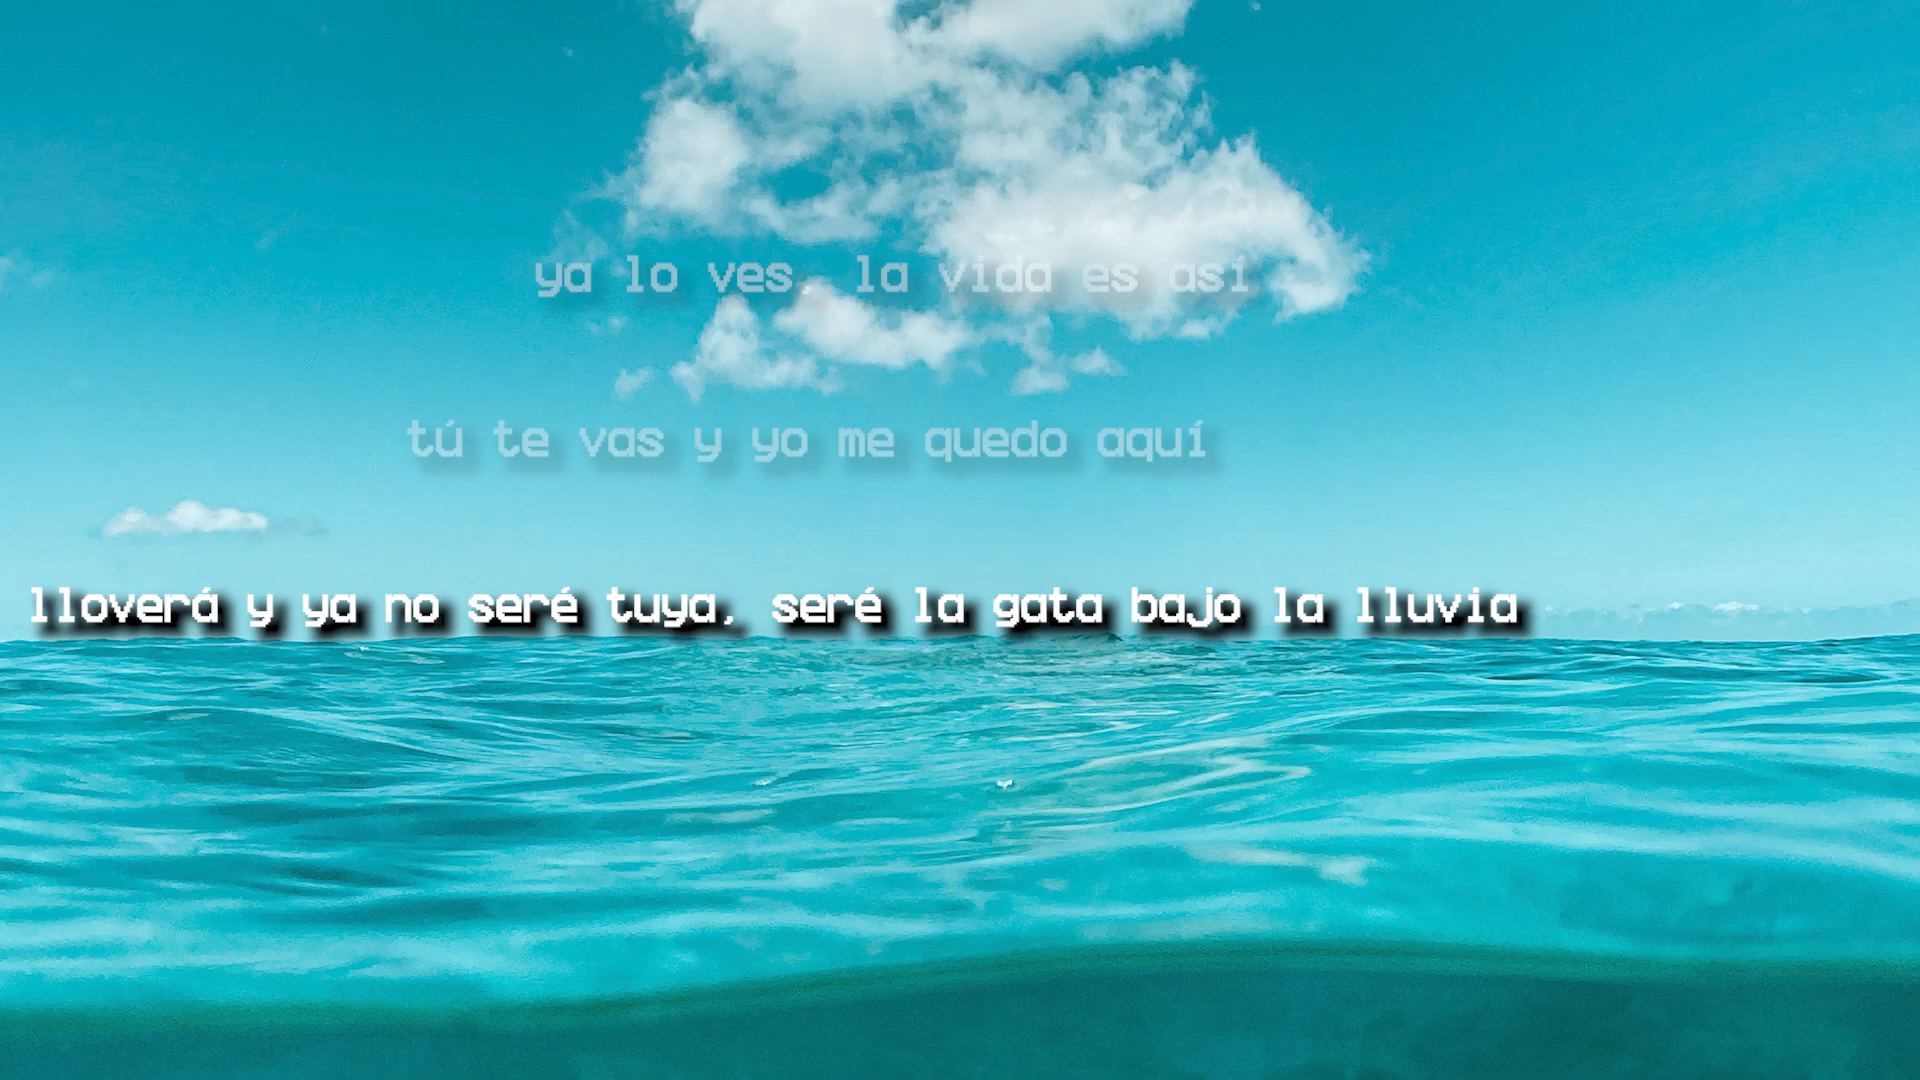 ya lo ves, la vida es así
tú te vas y yo me quedo aquí
lloverá y ya no seré tuya, seré la gata bajo la lluvia